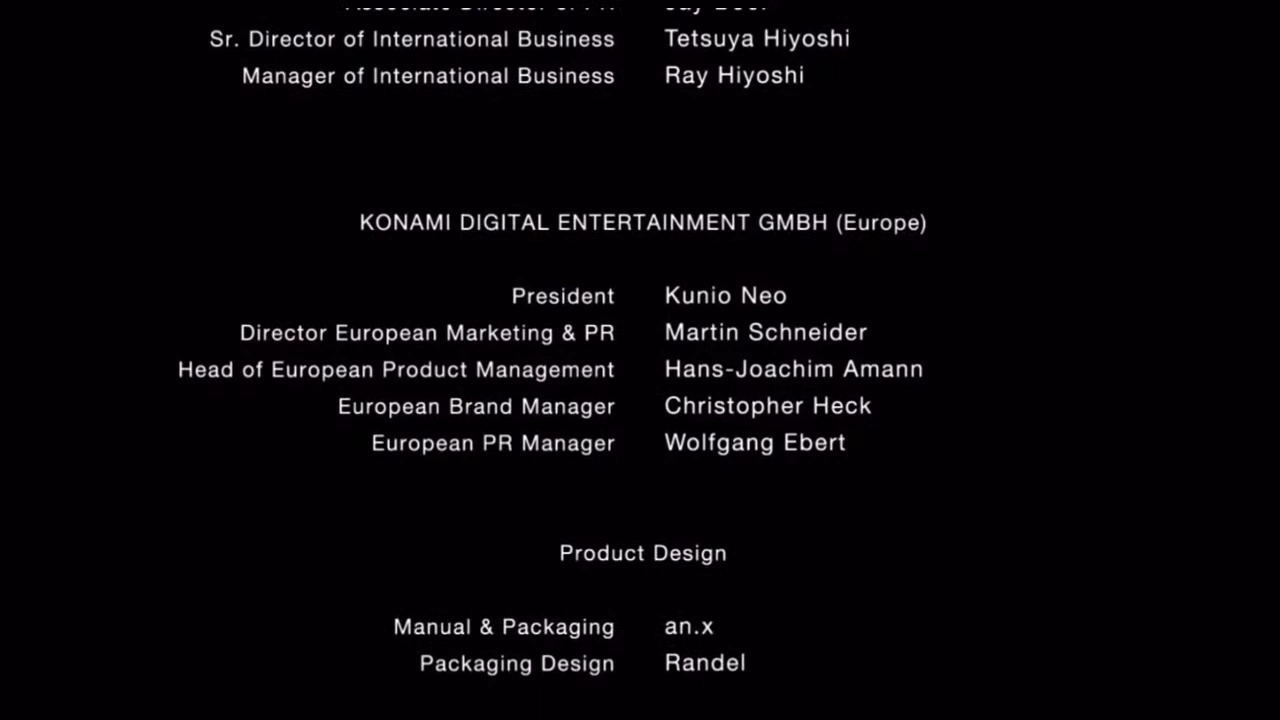 Sr. Director of International Business Tetsuya Hiyoshi
Manager of International Business Ray Hiyoshi
KONAMI DIGITAL ENTERTAINMENT GMBH (Europe)
President Kunio Neo
Director European Marketing & PR Martin Schneider
Head of European Product Management Hans-Joachim Amann
European Brand Manager Christopher Heck
European PR Manager Wolfgang Ebert
Product Design
Manual & Packaging an.x
Packaging Design Randel